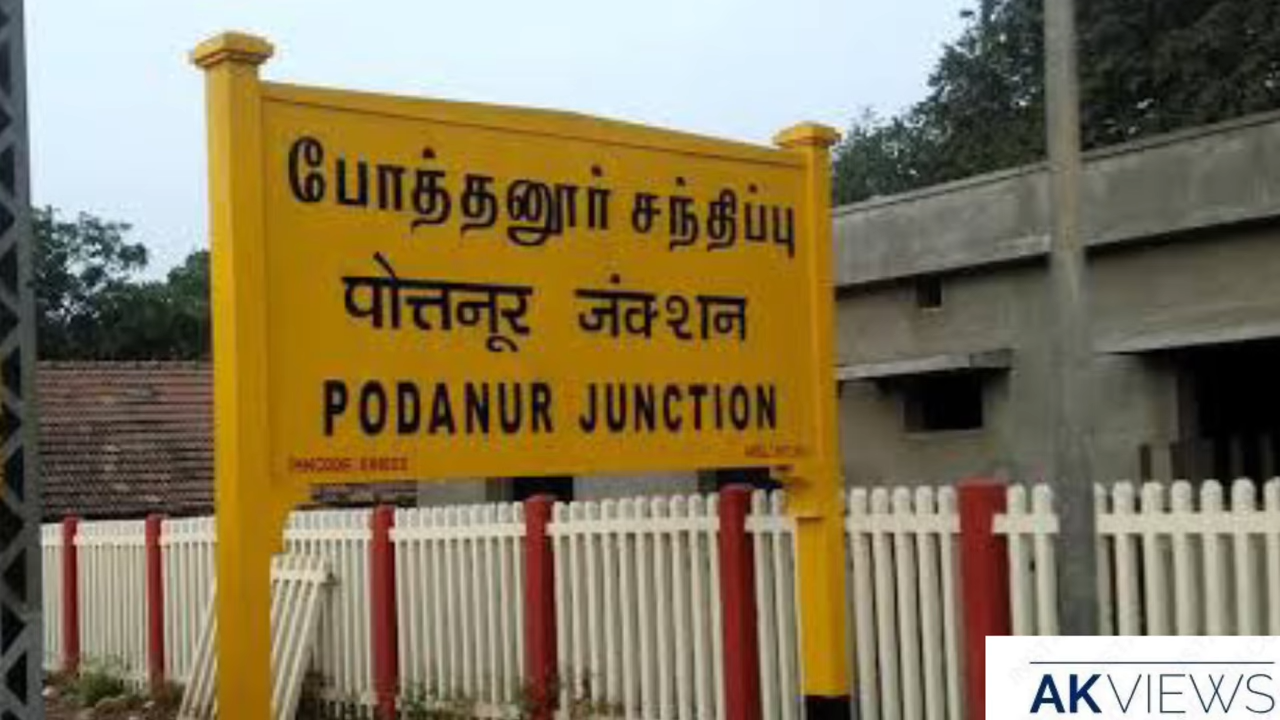 போத்தனூர் சந்திப்பு
पोत्तनूर जंक्शन
PODANUR JUNCTION
AKVIEWS